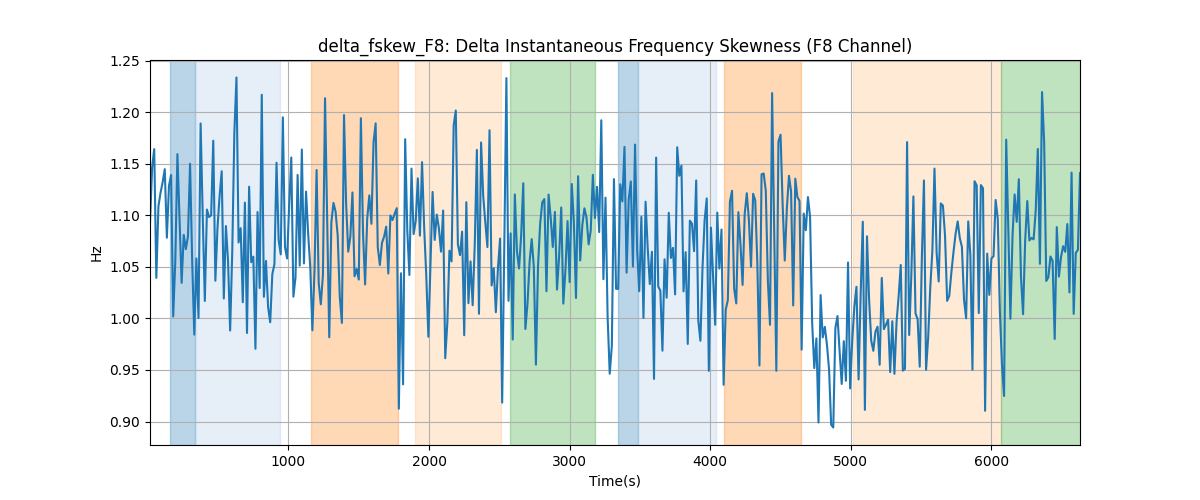 delta_fskew_F8: Delta Instantaneous Frequency Skewness (F8 Channel)
1.25
1.20
1.15
1.10
1.05
1.00
0.95
0.90
Hz
1000 2000 3000 4000 5000 6000
Time(s)